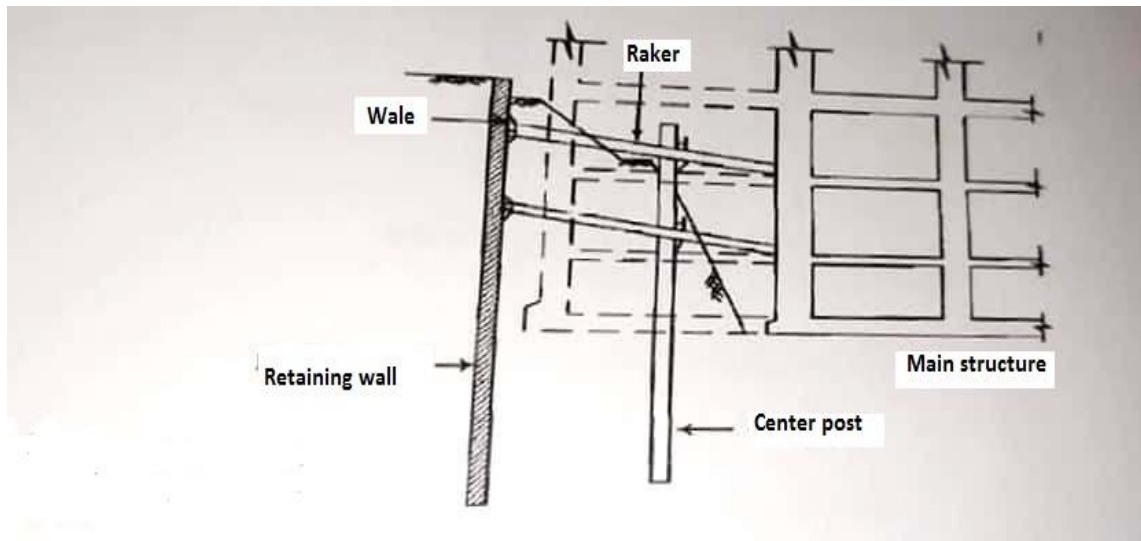 Raker
Wale
Retaining wall
Main structure
Center post